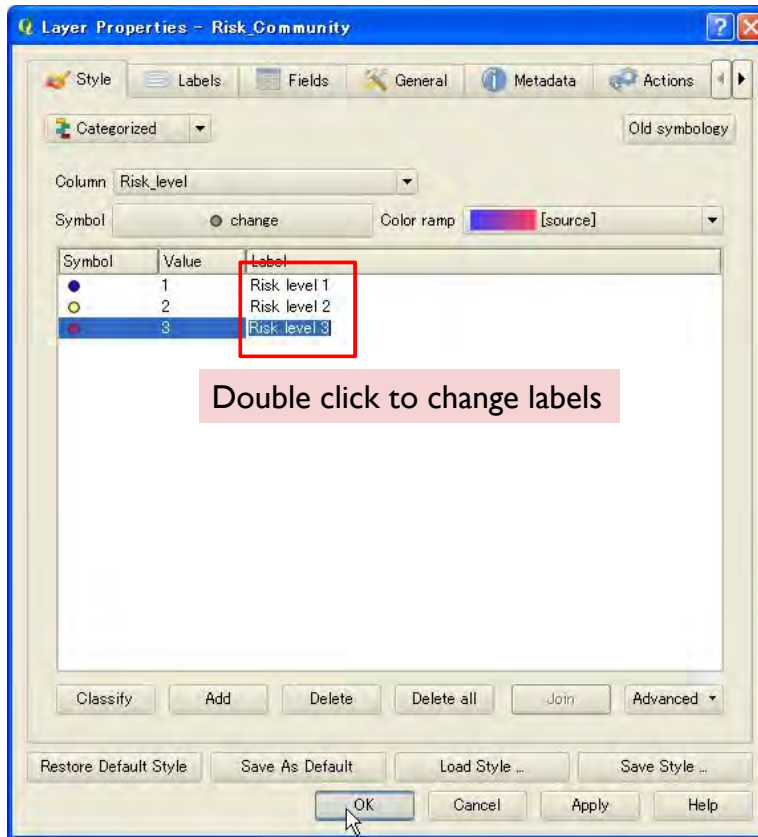 Layer Properties - Risk_Community
Style Labels Fields General Metadata Actions
Categorized Old symbology
Column Risk_level
Symbol change Color ramp [source]
Symbol Value Label
1 Risk level 1
2 Risk level 2
3 Risk level 3
Double click to change labels
Classify Add Delete Delete all Join Advanced
Restore Default Style Save As Default Load Style ... Save Style ...
OK Cancel Apply Help